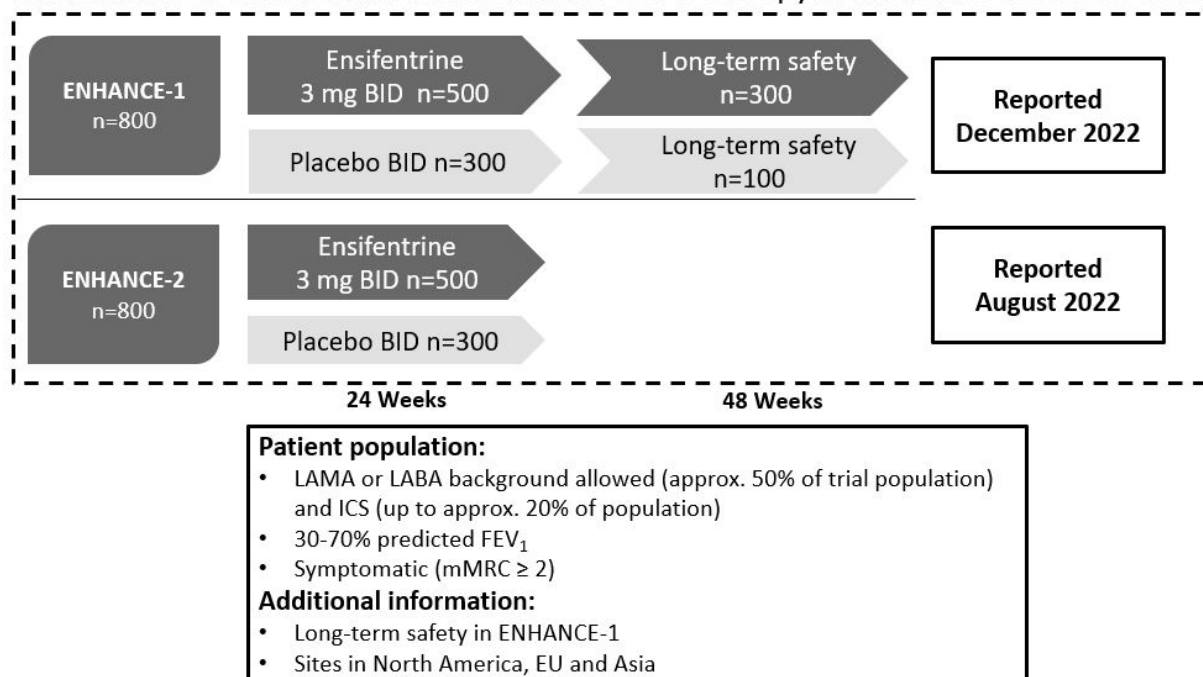 ENHANCE-1
n=800
Ensifentrine
3 mg BID n=500
Long-term safety
n=300
Placebo BID n=300
Long-term safety
n=100
Reported
December 2022
ENHANCE-2
n=800
Ensifentrine
3 mg BID n=500
Placebo BID n=300
Reported
August 2022
24 Weeks
48 Weeks
Patient population:
• LAMA or LABA background allowed (approx. 50% of trial population)
and ICS (up to approx. 20% of population)
• 30-70% predicted FEV₁
• Symptomatic (mMRC ≥ 2)
Additional information:
• Long-term safety in ENHANCE-1
• Sites in North America, EU and Asia